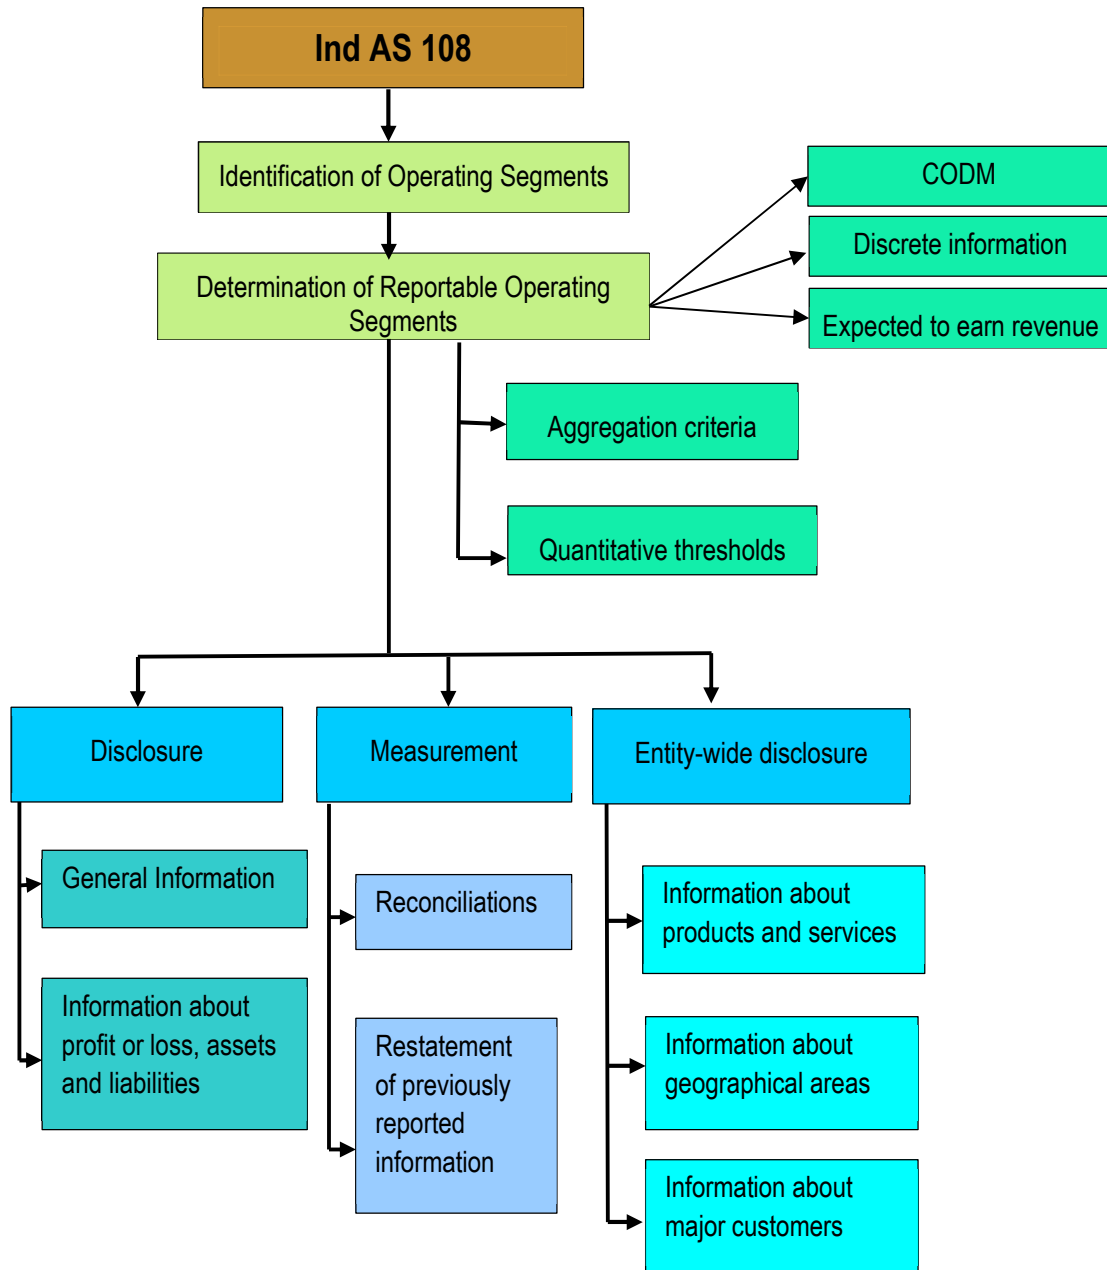 Ind AS 108
Identification of Operating Segments
CODM
Discrete information
Determination of Reportable Operating
Segments
Expected to earn revenue
Aggregation criteria
Quantitative thresholds
Disclosure
Measurement
Entity-wide disclosure
General Information
Reconciliations
Information about
products and services
Information about
profit or loss, assets
and liabilities
Restatement
of previously
reported
information
Information about
geographical areas
Information about
major customers